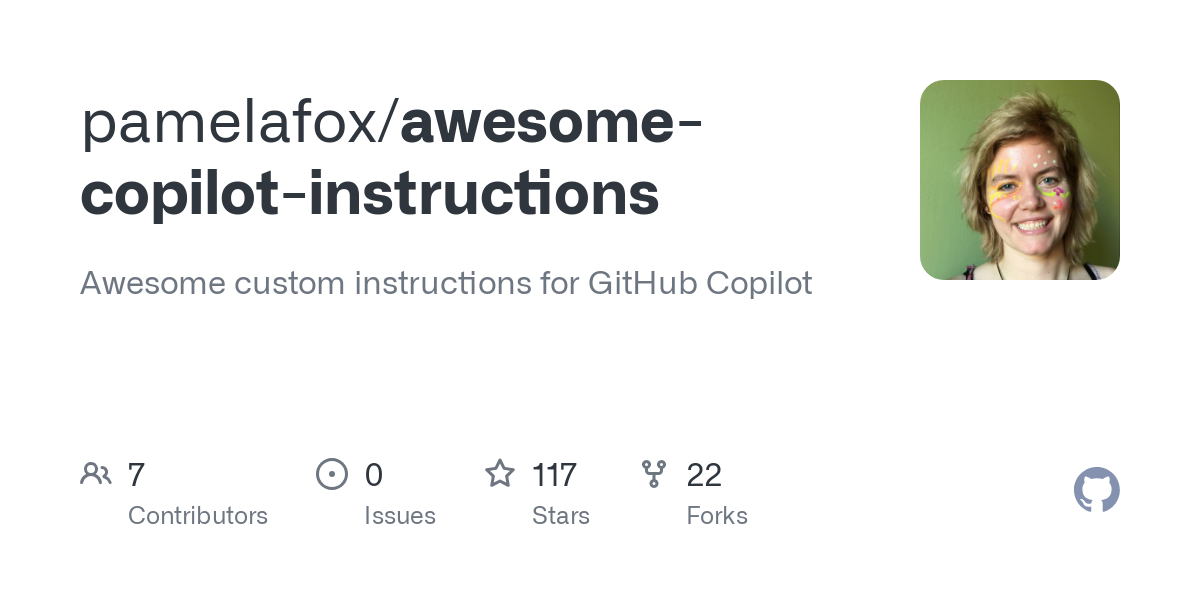 pamelafox/awesome-
copilot-instructions
Awesome custom instructions for GitHub Copilot
7
Contributors
0
Issues
117
Stars
22
Forks